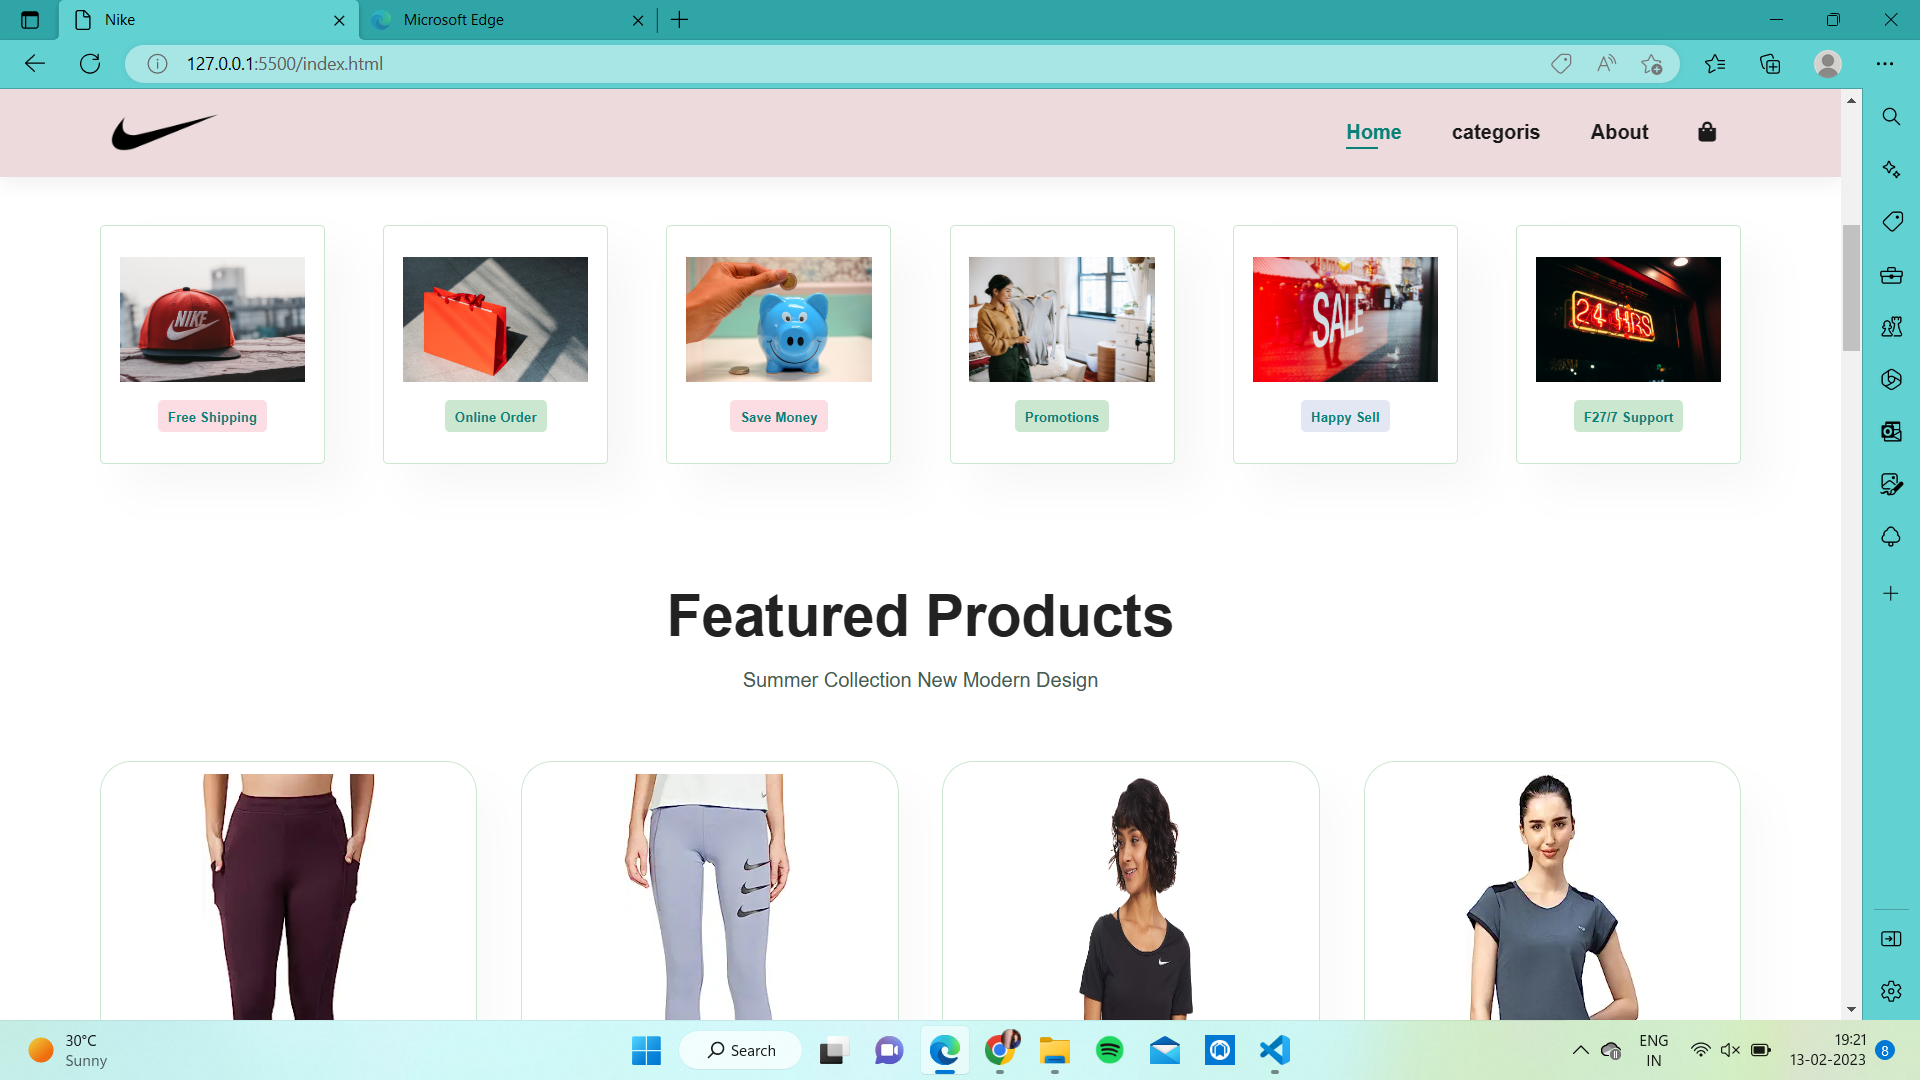 Nike
Microsoft Edge
127.0.0.1:5500/index.html
Home
categoris
About
NIKE
SALE
24 HRS
Free Shipping
Online Order
Save Money
Promotions
Happy Sell
F27/7 Support
Featured Products
Summer Collection New Modern Design
30°C
Sunny
Search
ENG
IN
19:21
13-02-2023
8